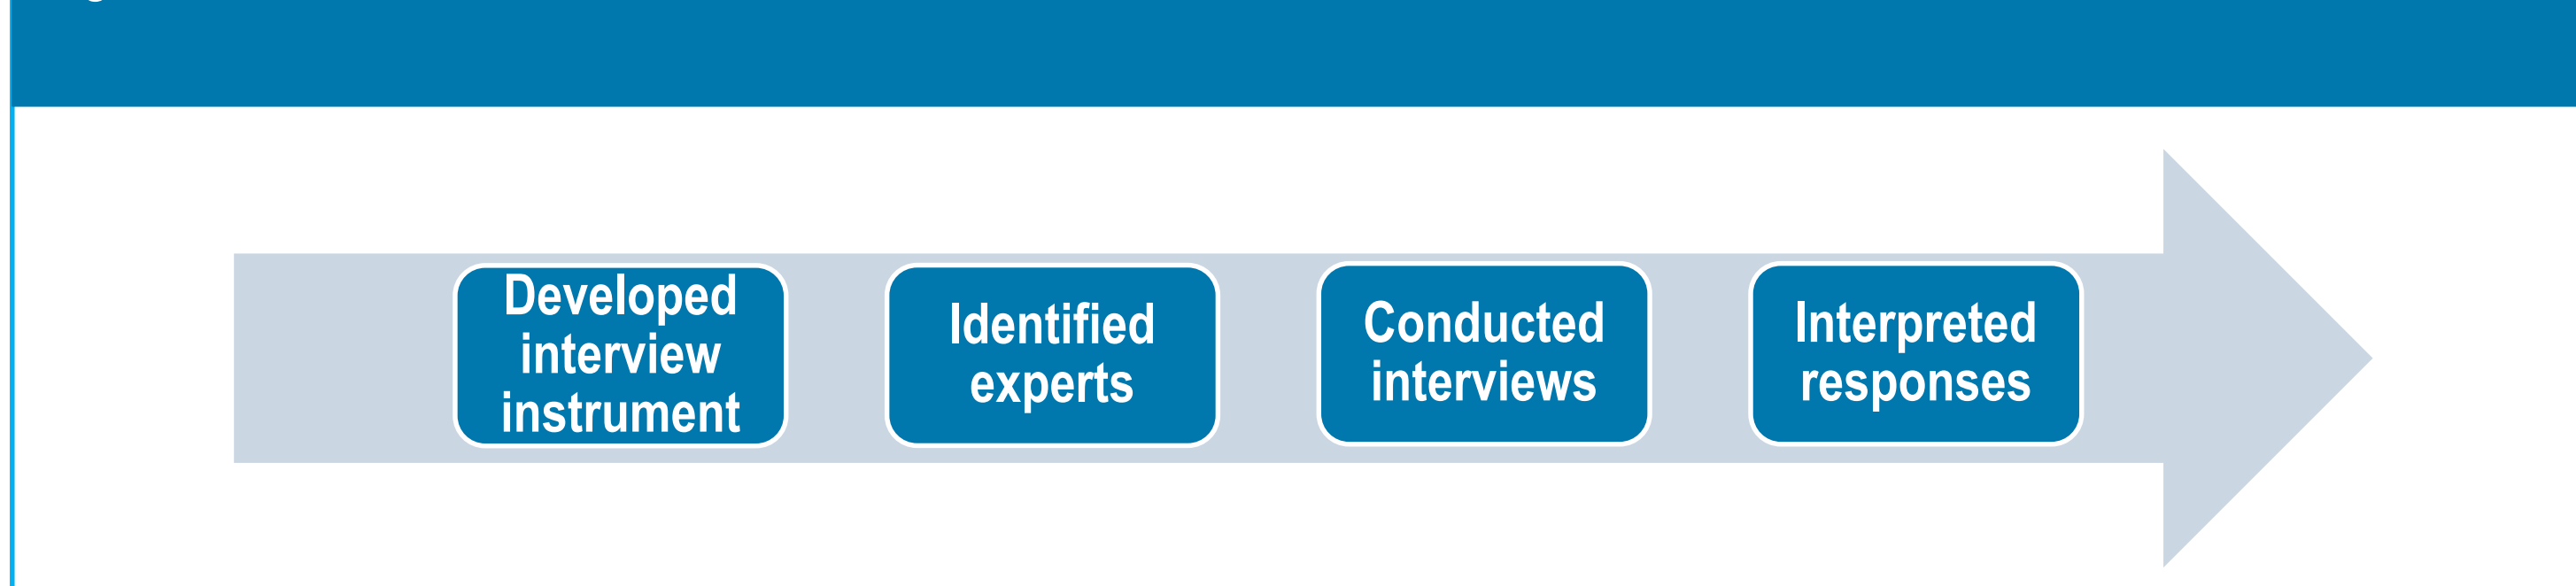 Developed
interview
instrument
Identified
experts
Conducted
interviews
Interpreted
responses